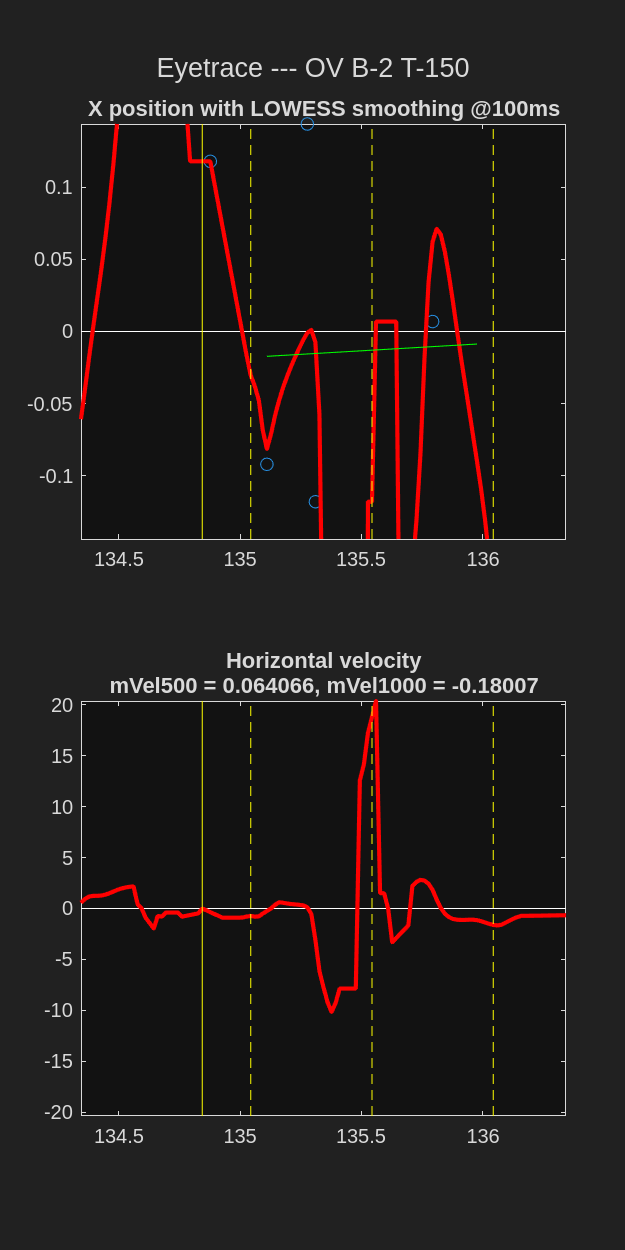 Eyetrace --- OV B-2 T-150
X position with LOWESS smoothing @100ms
0.1
0.05
0
-0.05
-0.1
134.5 135 135.5 136
Horizontal velocity
mVel500 = 0.064066, mVel1000 = -0.18007
20
15
10
5
0
-5
-10
-15
-20
134.5 135 135.5 136